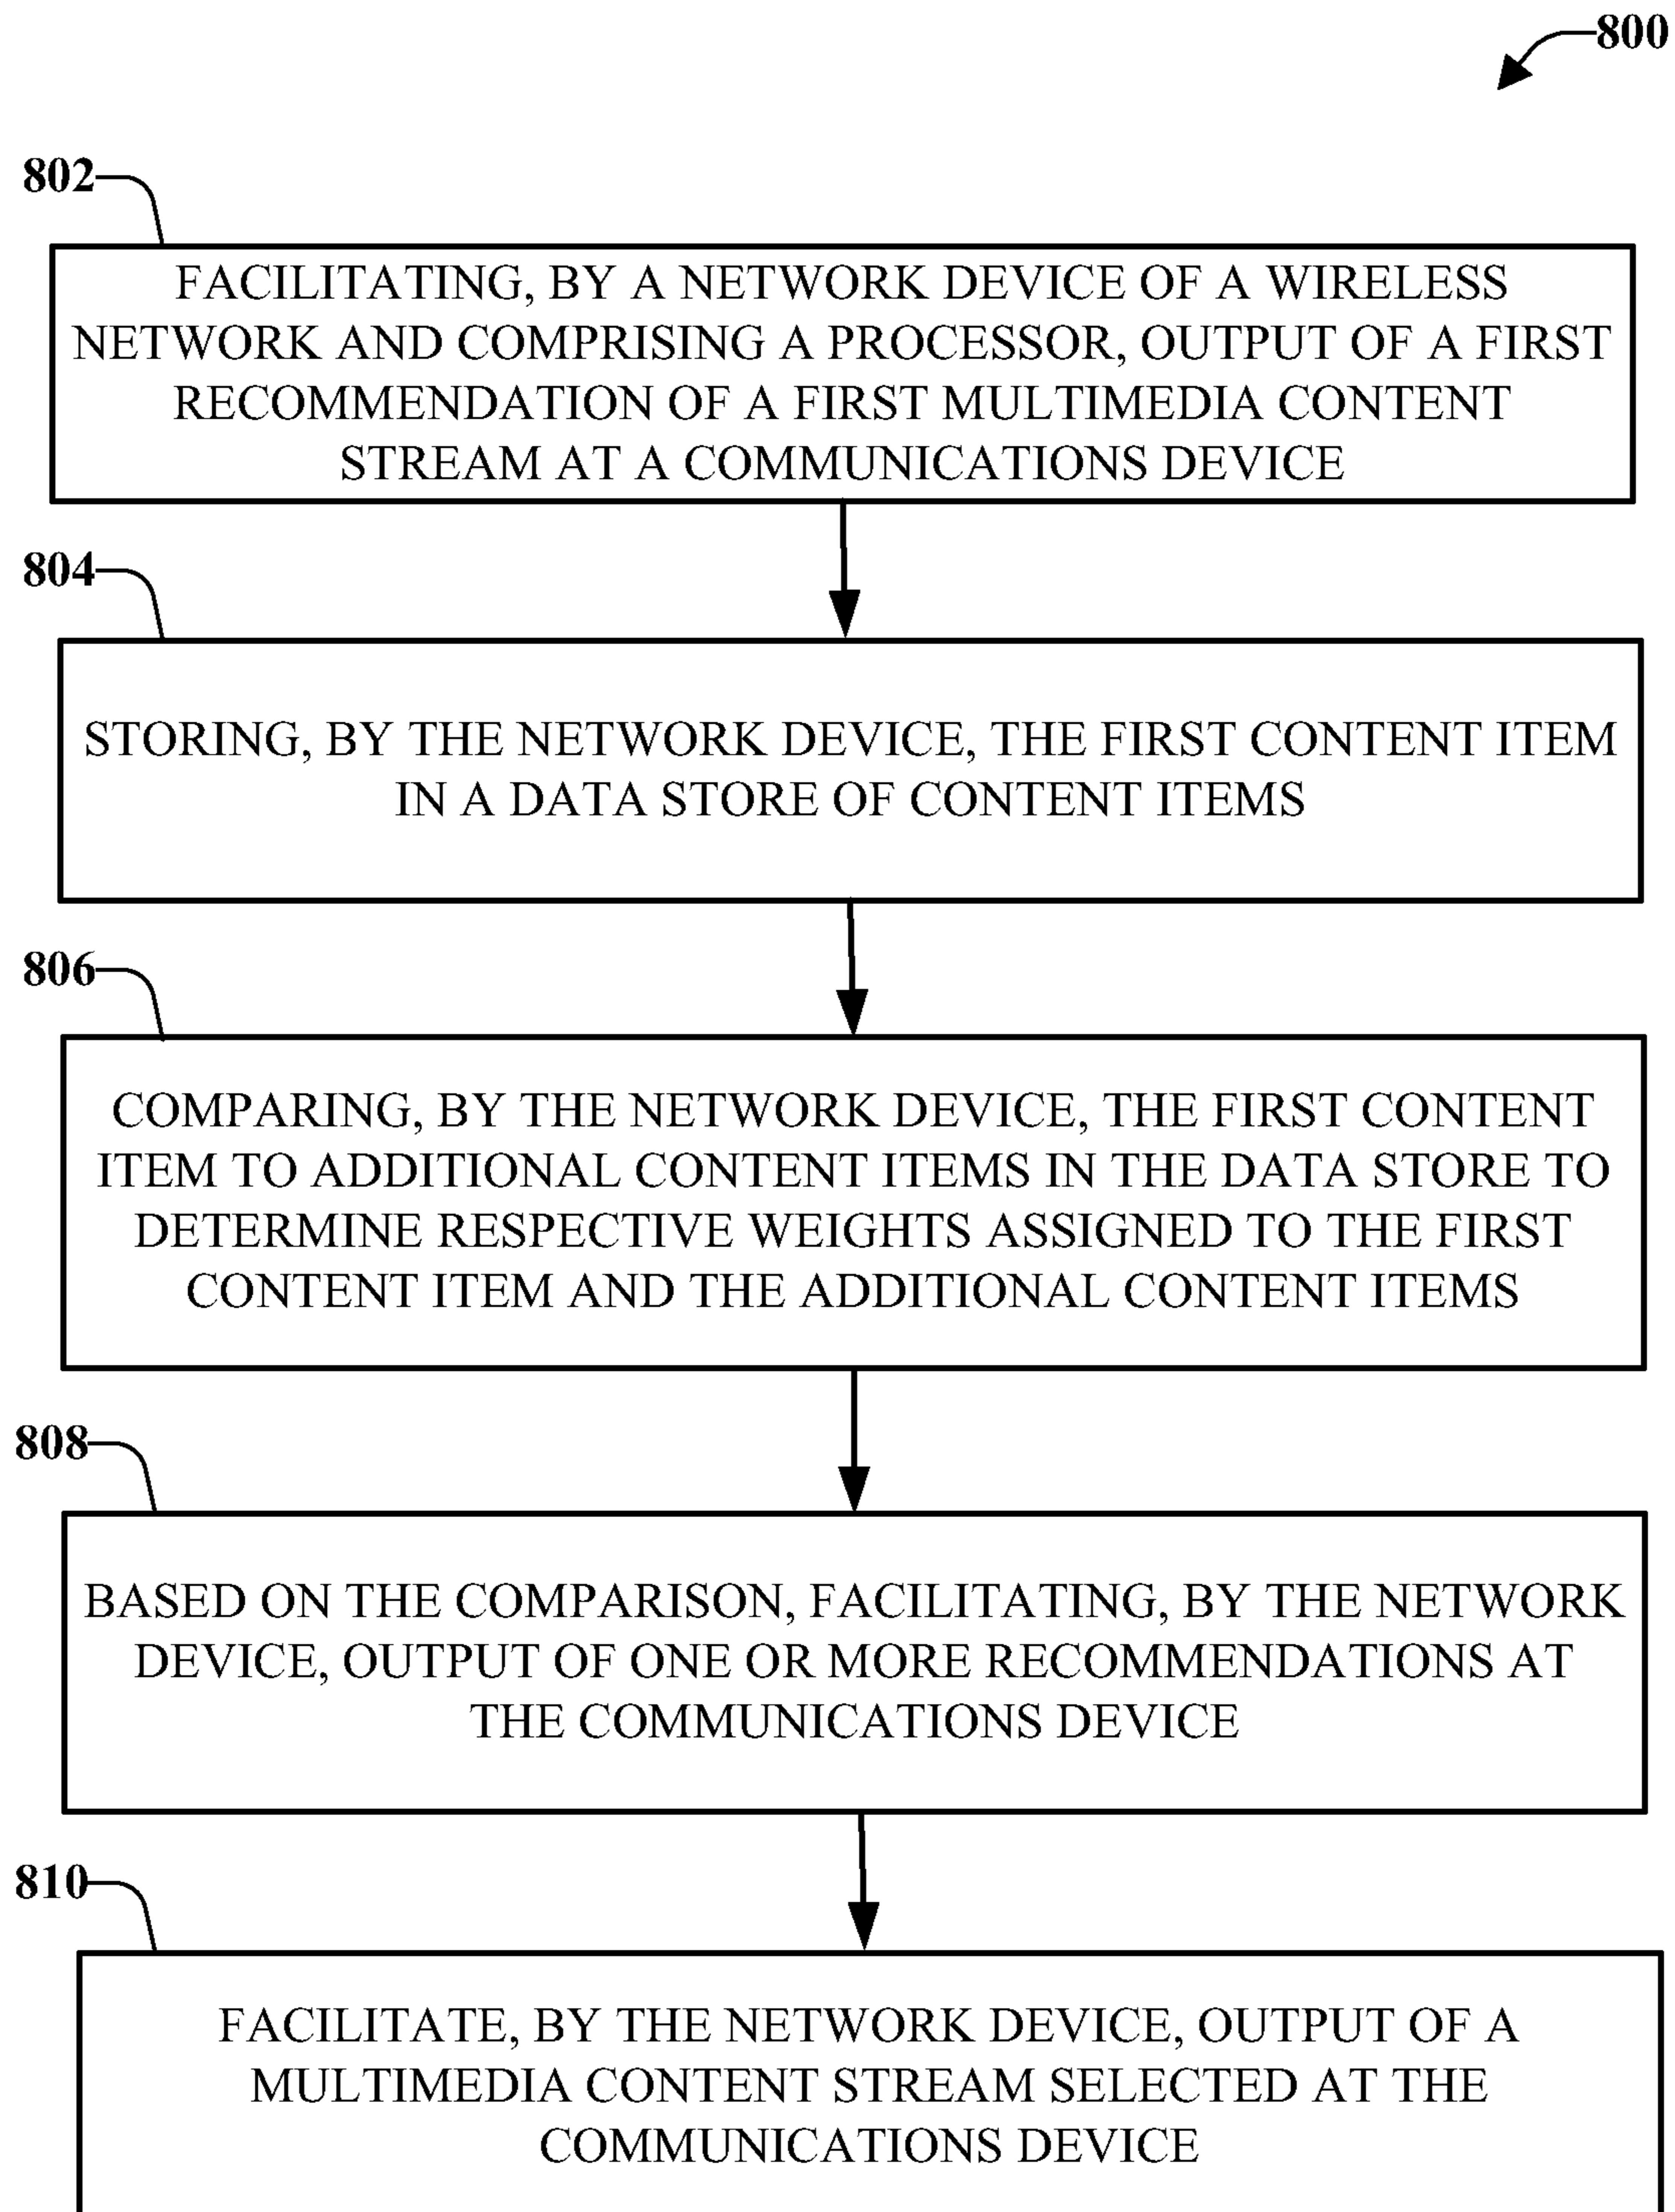 800
802
FACILITATING, BY A NETWORK DEVICE OF A WIRELESS
NETWORK AND COMPRISING A PROCESSOR, OUTPUT OF A FIRST
RECOMMENDATION OF A FIRST MULTIMEDIA CONTENT
STREAM AT A COMMUNICATIONS DEVICE
804
STORING, BY THE NETWORK DEVICE, THE FIRST CONTENT ITEM
IN A DATA STORE OF CONTENT ITEMS
806
COMPARING, BY THE NETWORK DEVICE, THE FIRST CONTENT
ITEM TO ADDITIONAL CONTENT ITEMS IN THE DATA STORE TO
DETERMINE RESPECTIVE WEIGHTS ASSIGNED TO THE FIRST
CONTENT ITEM AND THE ADDITIONAL CONTENT ITEMS
808
BASED ON THE COMPARISON, FACILITATING, BY THE NETWORK
DEVICE, OUTPUT OF ONE OR MORE RECOMMENDATIONS AT
THE COMMUNICATIONS DEVICE
810
FACILITATE, BY THE NETWORK DEVICE, OUTPUT OF A
MULTIMEDIA CONTENT STREAM SELECTED AT THE
COMMUNICATIONS DEVICE